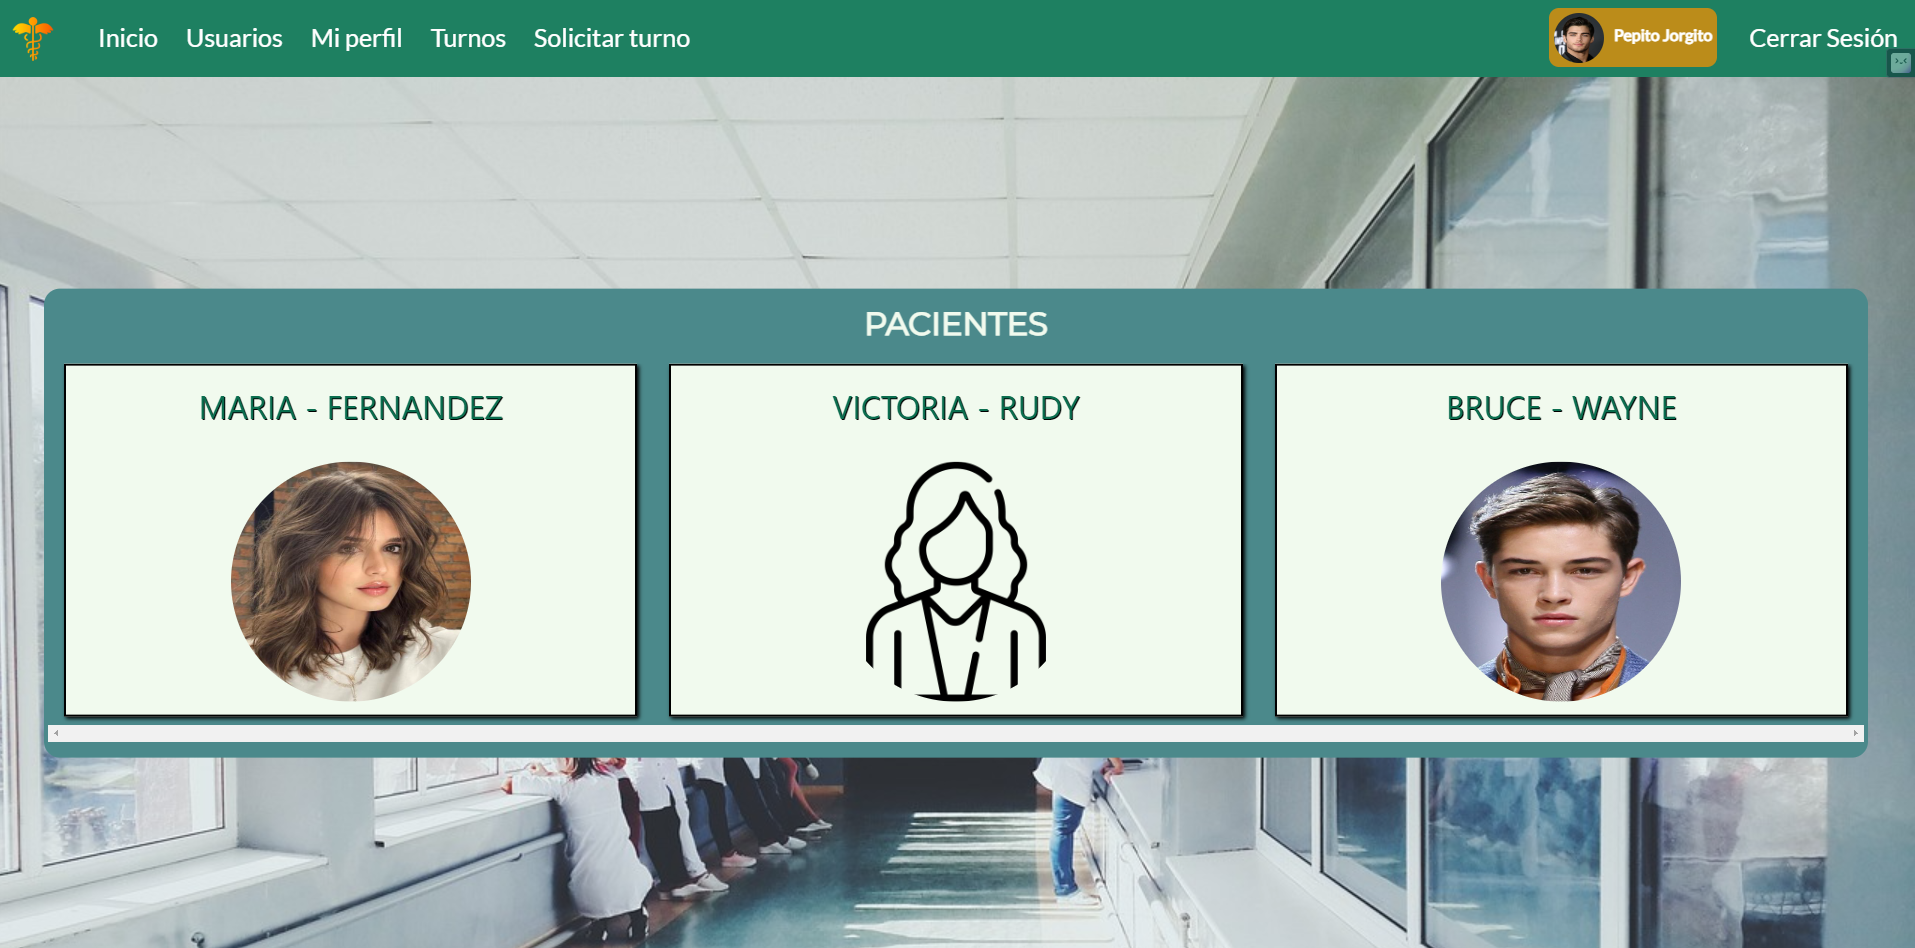 Inicio Usuarios Mi perfil Turnos Solicitar turno Pepito Jorgito Cerrar Sesión
PACIENTES
MARIA - FERNANDEZ VICTORIA - RUDY BRUCE - WAYNE